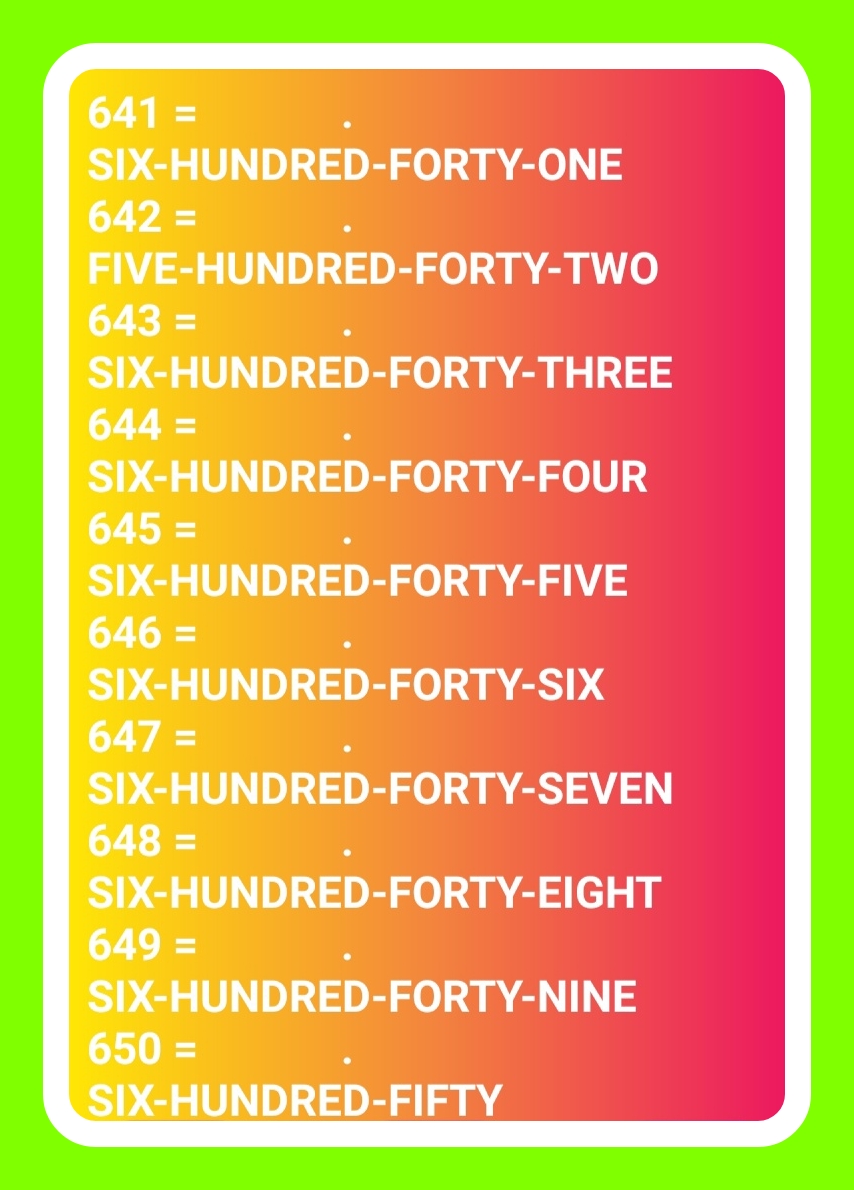 641 = .
SIX-HUNDRED-FORTY-ONE
642 = .
FIVE-HUNDRED-FORTY-TWO
643 = .
SIX-HUNDRED-FORTY-THREE
644 = .
SIX-HUNDRED-FORTY-FOUR
645 = .
SIX-HUNDRED-FORTY-FIVE
646 = .
SIX-HUNDRED-FORTY-SIX
647 = .
SIX-HUNDRED-FORTY-SEVEN
648 = .
SIX-HUNDRED-FORTY-EIGHT
649 = .
SIX-HUNDRED-FORTY-NINE
650 = .
SIX-HUNDRED-FIFTY